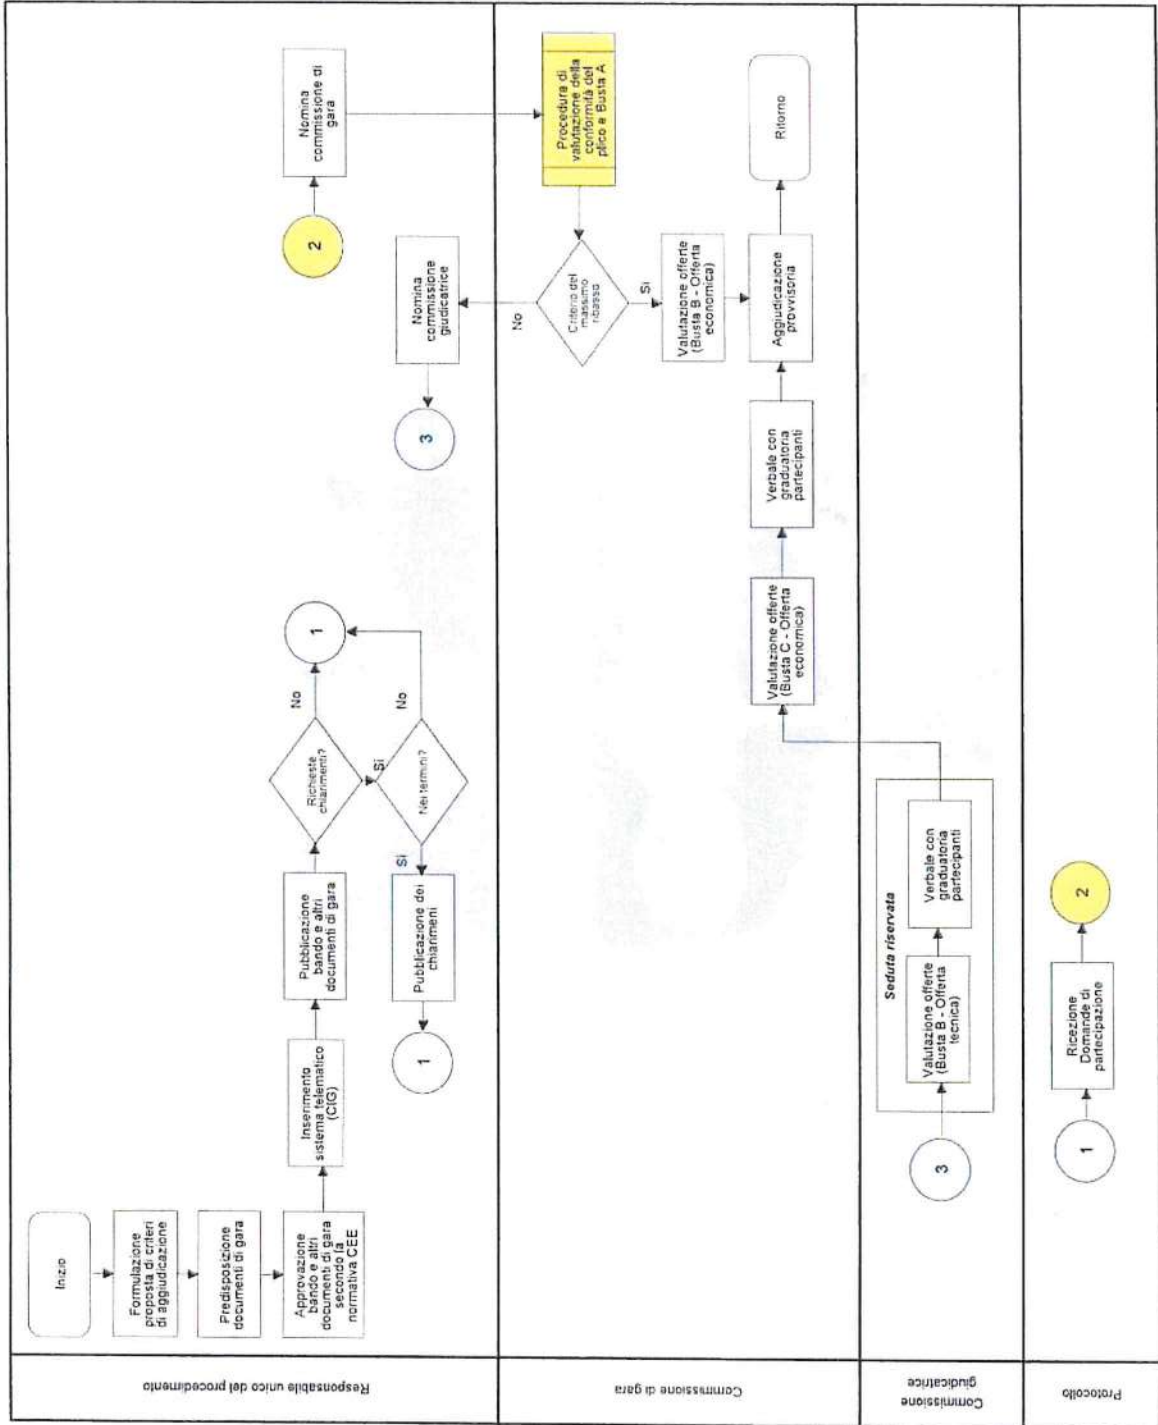 Responsabile unico del procedimento
Inizio
Formulazione
proposta di criteri
di aggiudicazione
Predisposizione
documenti di gara
Approvazione
bando e altri
documenti di gara
secondo la
normativa CEE
Inserimento
sistema telematico
(CIG)
Pubblicazione
bando e altri
documenti di gara
Richieste
chiarimenti?
No
1
Si
Nei termini?
No
Si
Pubblicazione dei
chiarimeni
1
2
Nomina
commissione di
gara
Nomina
commissione
giudicatrice
3
Commissione di gara
Procedura di
valutazione della
conformità del
plico e Busta A
Criterio del
massimo
ribasso
No
Si
Valutazione offerte
(Busta B - Offerta
economica)
Valutazione offerte
(Busta C - Offerta
economica)
Verbale con
graduatoria
partecipanti
Aggiudicazione
provvisoria
Ritorno
Commissione
giudicatrice
3
Seduta riservata
Valutazione offerte
(Busta B - Offerta
tecnica)
Verbale con
graduatoria
partecipanti
Protocollo
1
Ricezione
Domande di
partecipazione
2